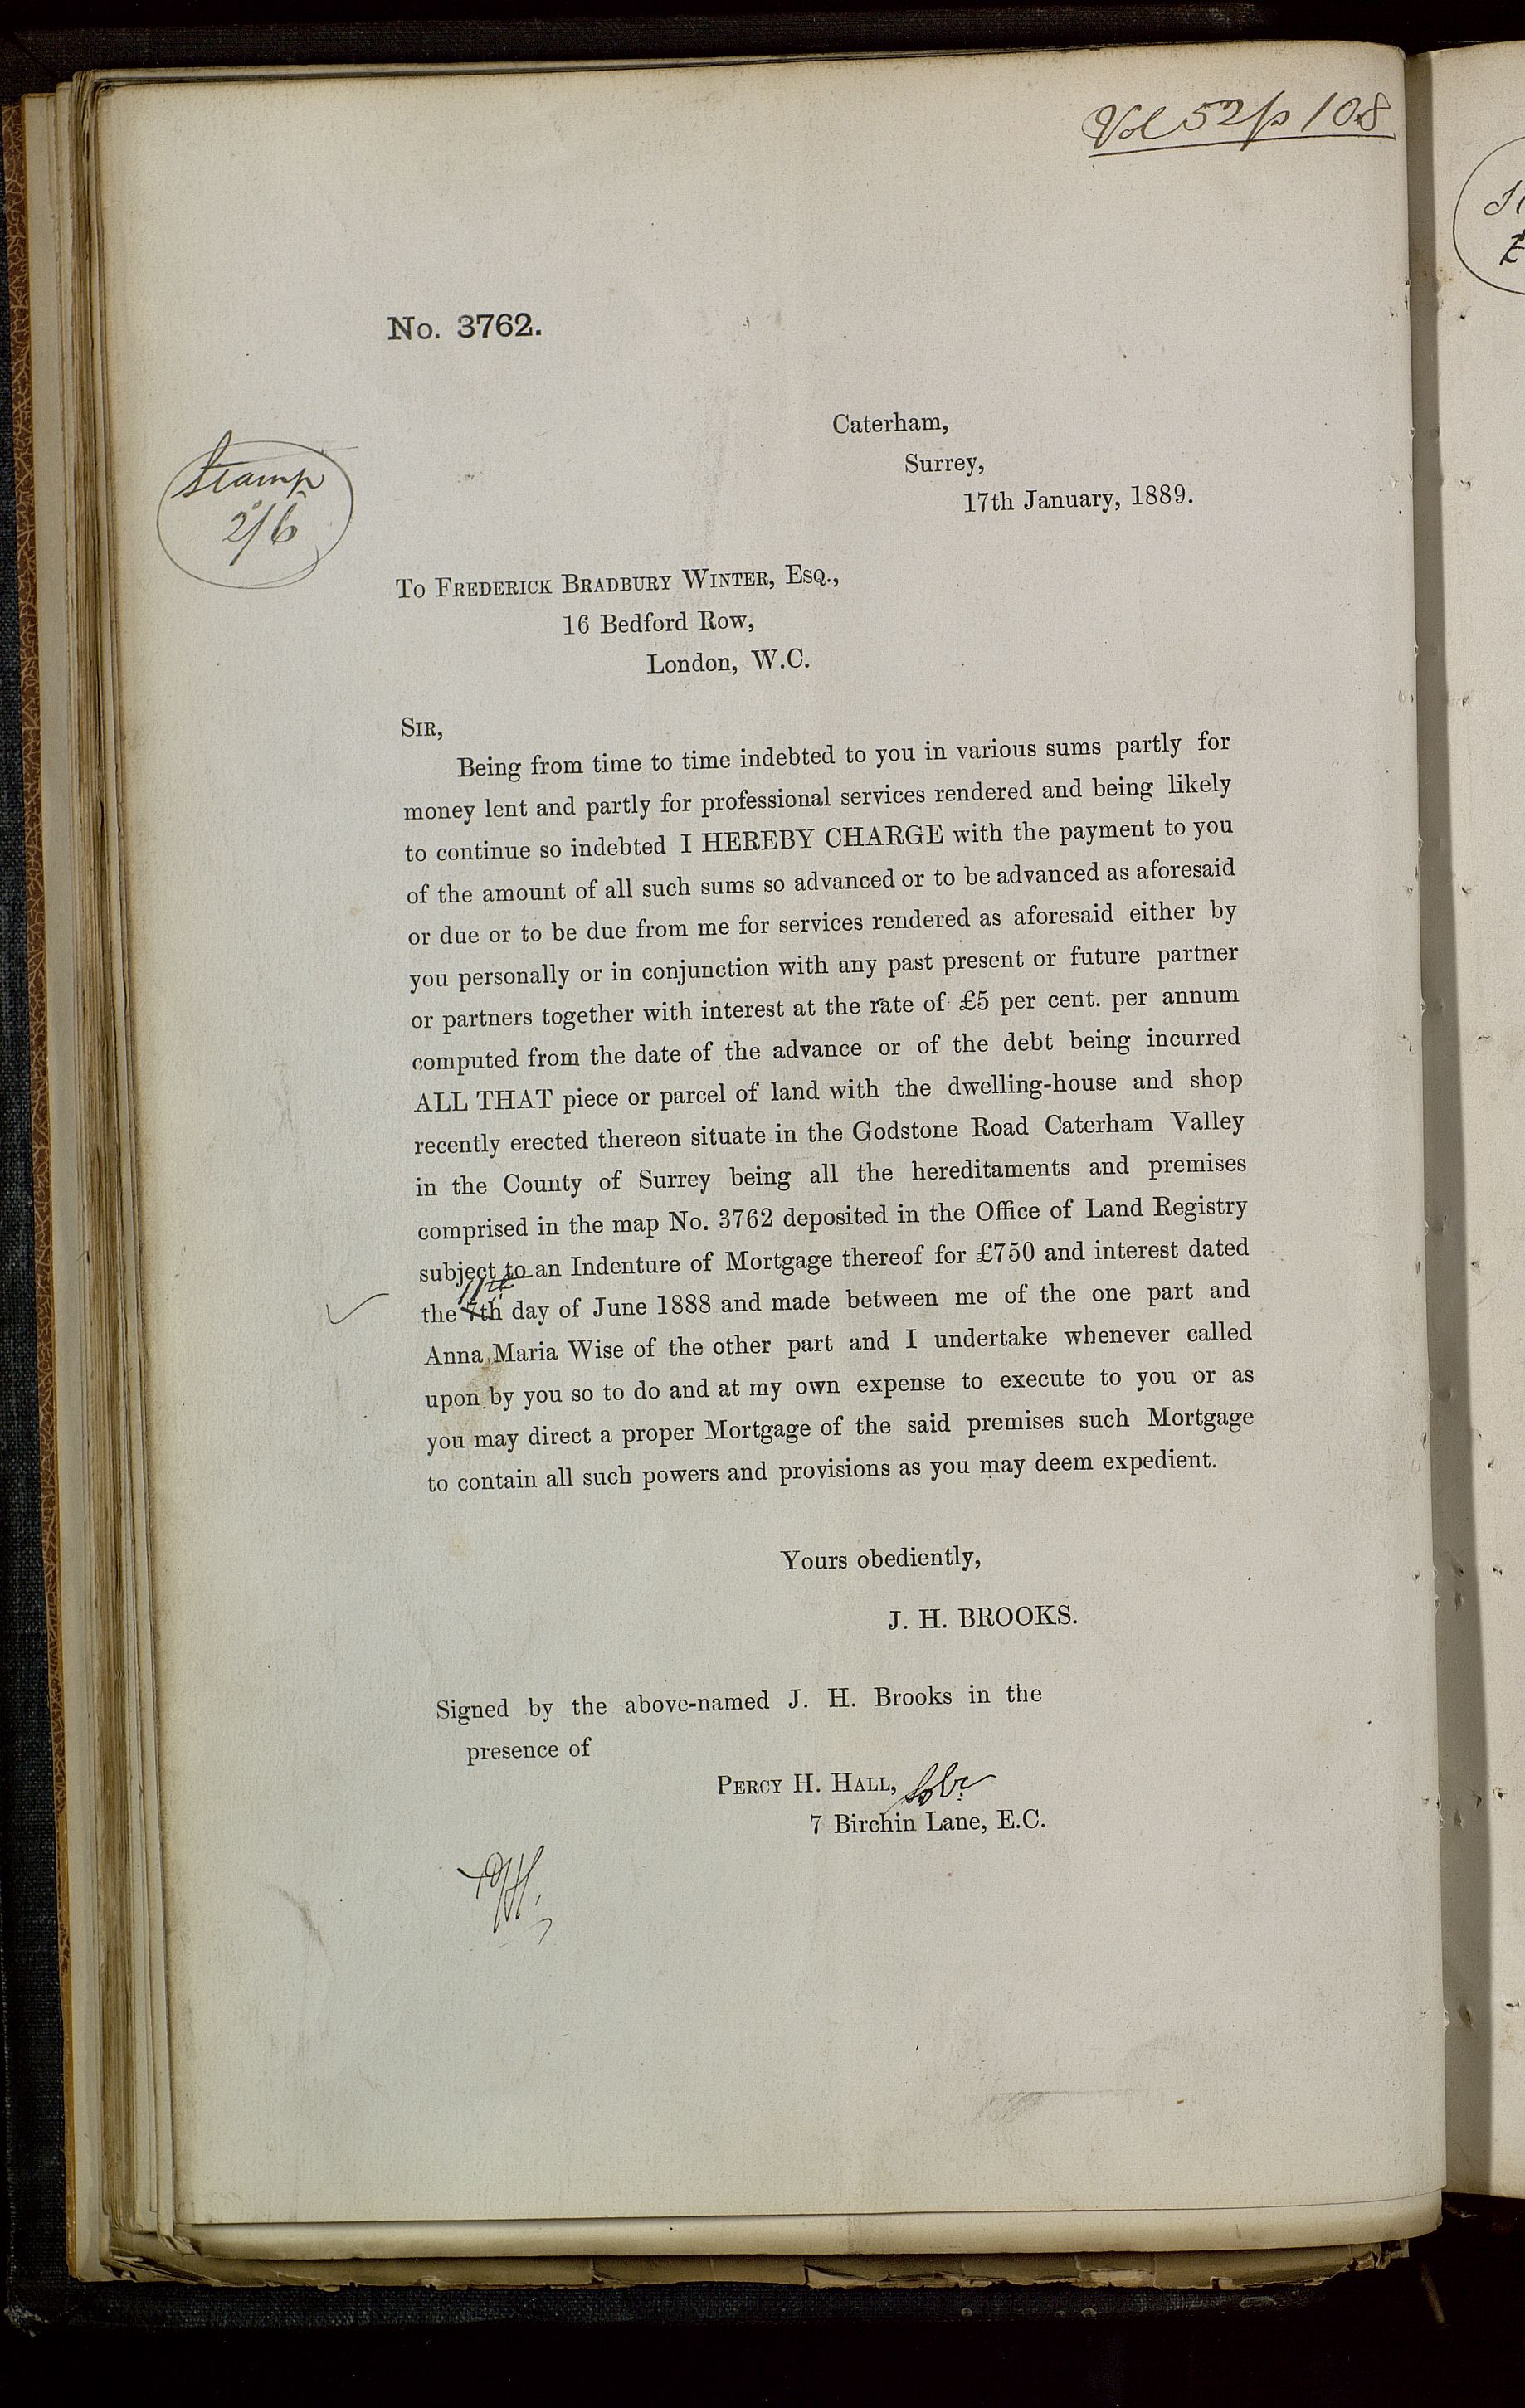 Vol 52 p 108
No. 3762.
Caterham,
Surrey,
17th January, 1889.
Stamp
2/6
To Frederick Bradbury Winter, Esq.,
16 Bedford Row,
London, W.C.
Sir,
Being from time to time indebted to you in various sums partly for
money lent and partly for professional services rendered and being likely
to continue so indebted I HEREBY CHARGE with the payment to you
of the amount of all such sums so advanced or to be advanced as aforesaid
or due or to be due from me for services rendered as aforesaid either by
you personally or in conjunction with any past present or future partner
or partners together with interest at the rate of £5 per cent. per annum
computed from the date of the advance or of the debt being incurred
ALL THAT piece or parcel of land with the dwelling-house and shop
recently erected thereon situate in the Godstone Road Caterham Valley
in the County of Surrey being all the hereditaments and premises
comprised in the map No. 3762 deposited in the Office of Land Registry
subject to an Indenture of Mortgage thereof for £750 and interest dated
11th
the 7th day of June 1888 and made between me of the one part and
Anna Maria Wise of the other part and I undertake whenever called
upon by you so to do and at my own expense to execute to you or as
you may direct a proper Mortgage of the said premises such Mortgage
to contain all such powers and provisions as you may deem expedient.
Yours obediently,
J. H. BROOKS.
Signed by the above-named J. H. Brooks in the
presence of
Percy H. Hall, Solr.
7 Birchin Lane, E.C.